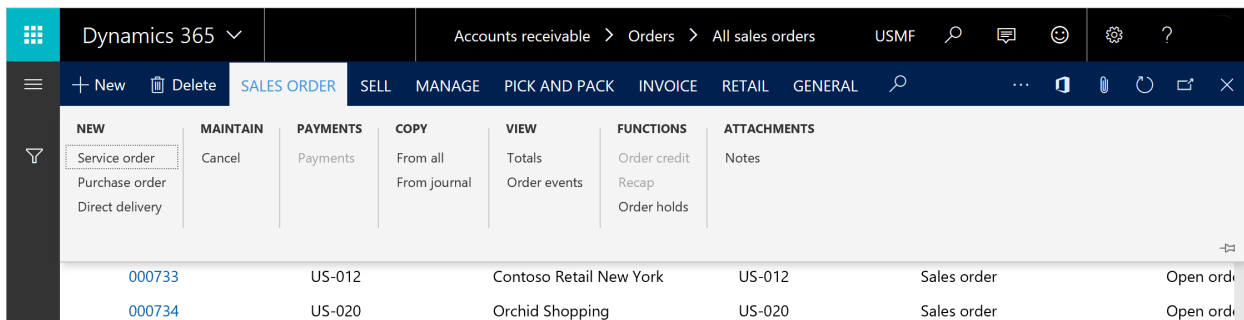 Dynamics 365 Accounts receivable > Orders > All sales orders USMF ?
+ New Delete SALES ORDER SELL MANAGE PICK AND PACK INVOICE RETAIL GENERAL ...
NEW MAINTAIN PAYMENTS COPY VIEW FUNCTIONS ATTACHMENTS
Service order Cancel Payments From all Totals Order credit Notes
Purchase order From journal Order events Recap
Direct delivery Order holds
000733 US-012 Contoso Retail New York US-012 Sales order Open orde
000734 US-020 Orchid Shopping US-020 Sales order Open orde